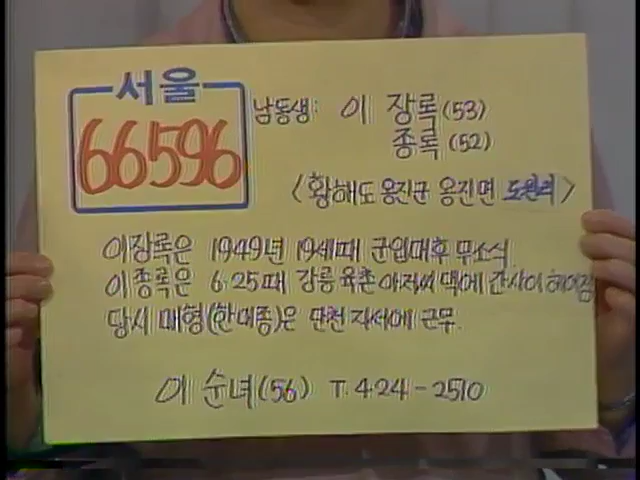 서울
66596
남동생: 이 장록(53)
종록(52)
〈황해도 옹진군 옹진면 도원리〉
이장록은 1949년 19세때 군입대후 무소식.
이종록은 6.25때 강릉 육촌 아저씨 댁에 간사이 헤어짐
당시 매형(한대종)은 만천 지서에 근무.
이 순녀(56) T. 424-2510